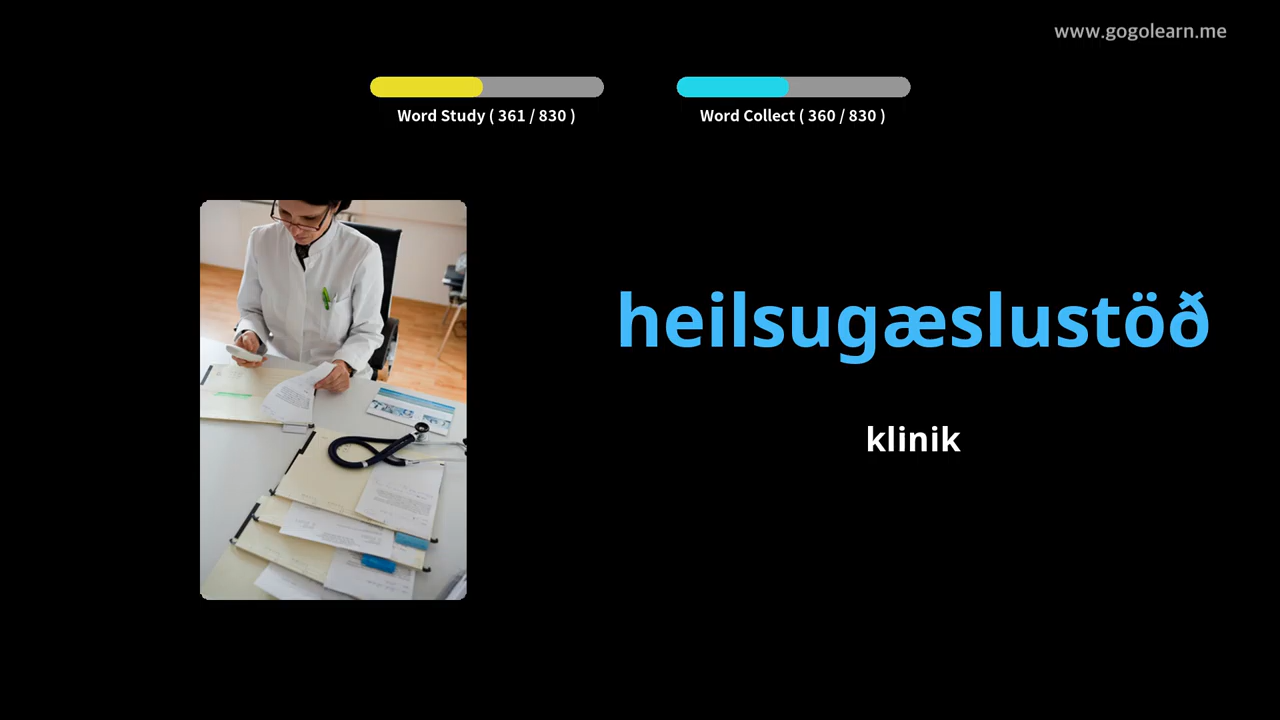 www.gogolearn.me
Word Study ( 361 / 830 )
Word Collect ( 360 / 830 )
heilsugæslustöð
klinik